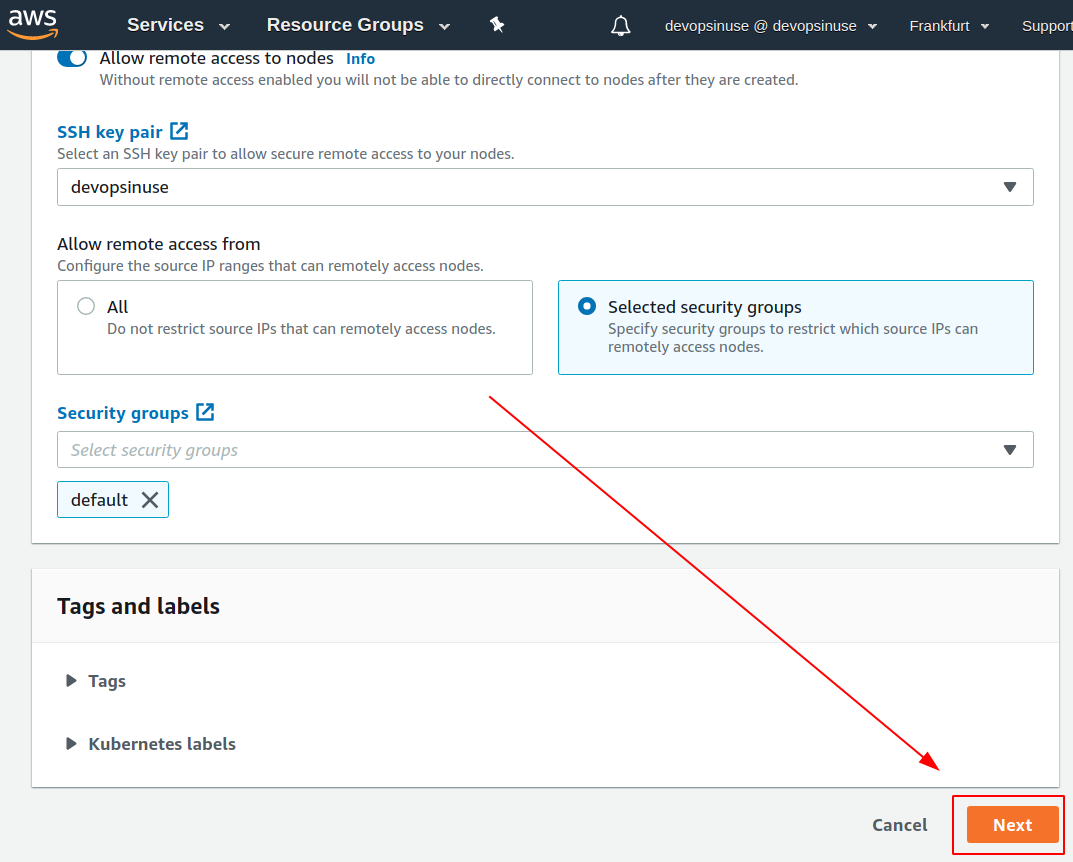 aws Services Resource Groups devopsinuse @ devopsinuse Frankfurt Support
Allow remote access to nodes Info
Without remote access enabled you will not be able to directly connect to nodes after they are created.
SSH key pair
Select an SSH key pair to allow secure remote access to your nodes.
devopsinuse
Allow remote access from
Configure the source IP ranges that can remotely access nodes.
All
Do not restrict source IPs that can remotely access nodes.
Selected security groups
Specify security groups to restrict which source IPs can
remotely access nodes.
Security groups
Select security groups
default
Tags and labels
Tags
Kubernetes labels
Cancel Next